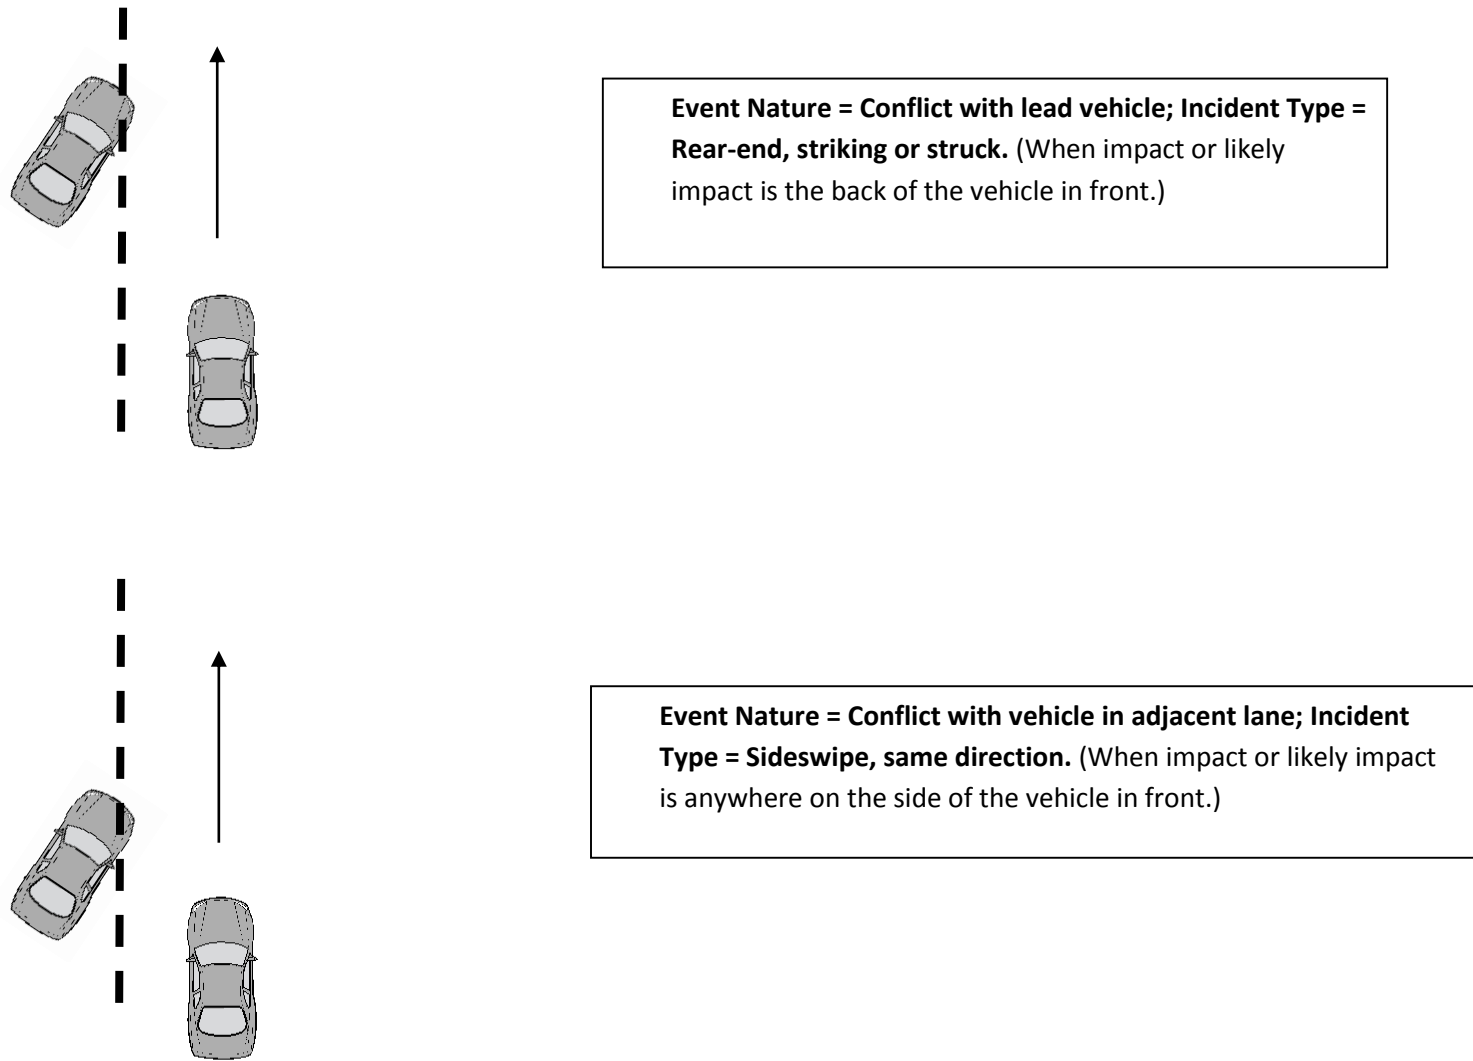 Event Nature = Conflict with lead vehicle; Incident Type =
Rear-end, striking or struck. (When impact or likely
impact is the back of the vehicle in front.)
Event Nature = Conflict with vehicle in adjacent lane; Incident
Type = Sideswipe, same direction. (When impact or likely impact
is anywhere on the side of the vehicle in front.)